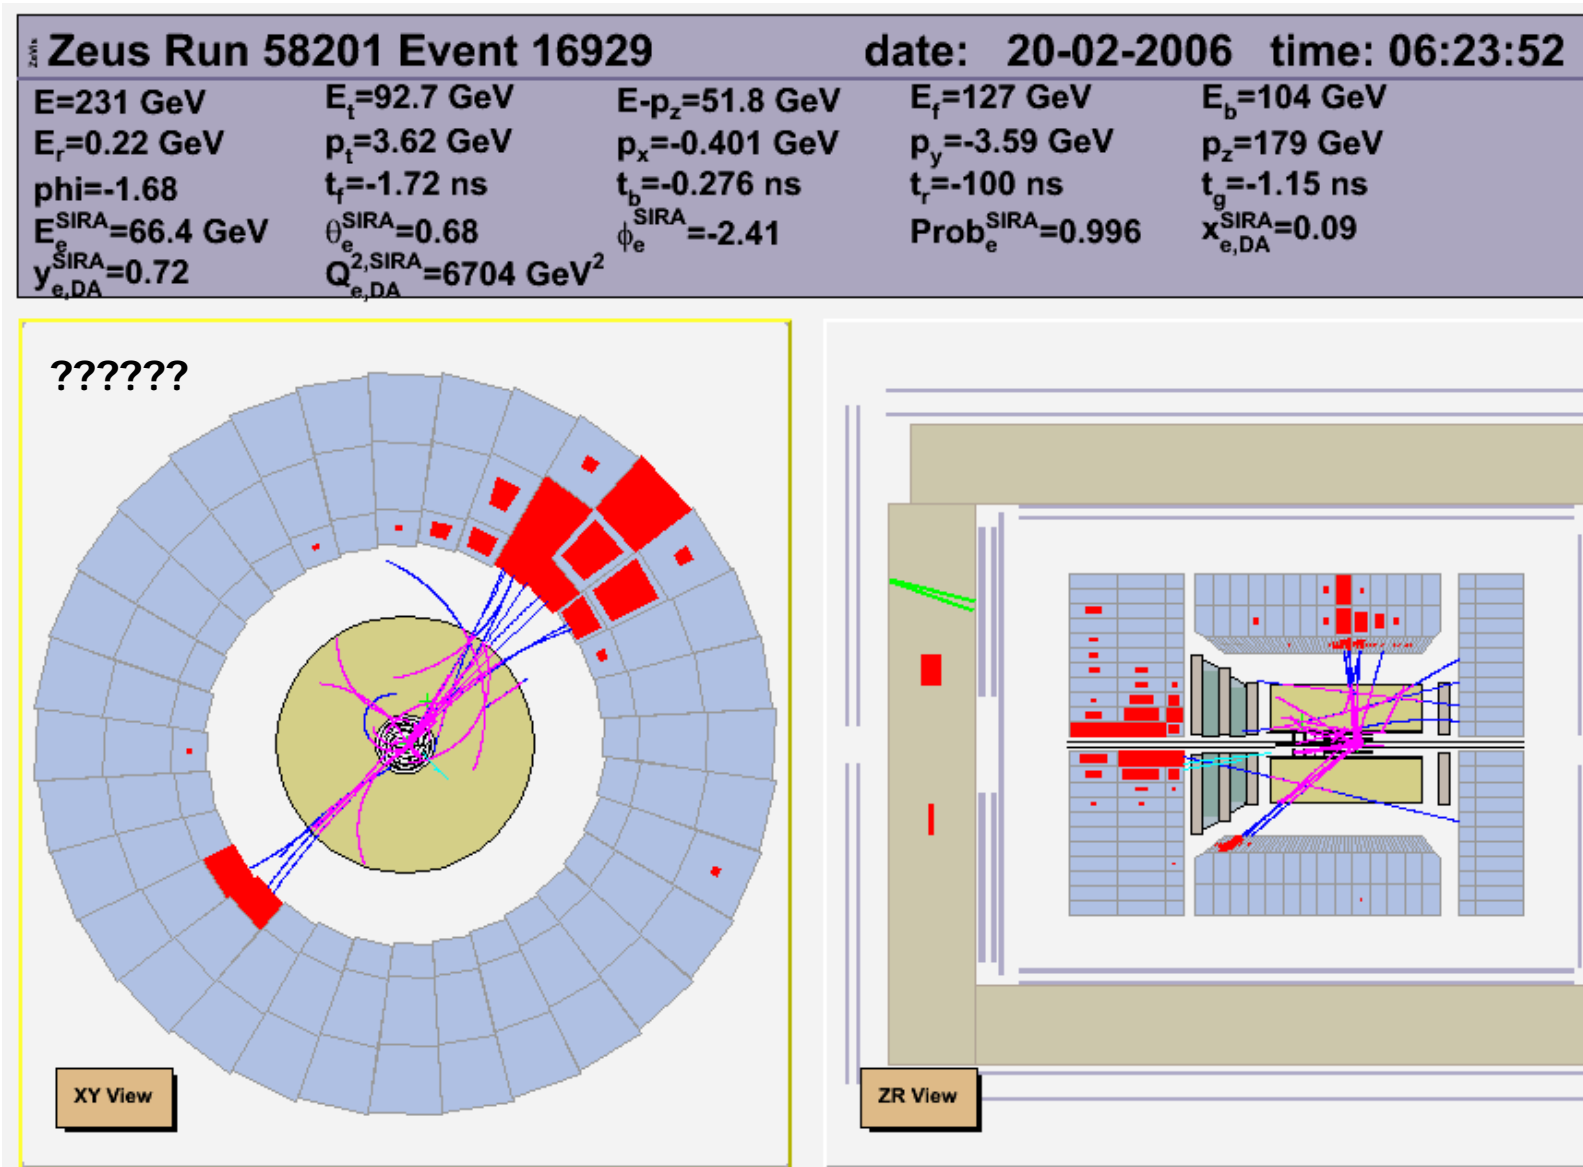 ZeVis Zeus Run 58201 Event 16929 date: 20-02-2006 time: 06:23:52
E=231 GeV E_t=92.7 GeV E-p_z=51.8 GeV E_f=127 GeV E_b=104 GeV
E_r=0.22 GeV p_t=3.62 GeV p_x=-0.401 GeV p_y=-3.59 GeV p_z=179 GeV
phi=-1.68 t_f=-1.72 ns t_b=-0.276 ns t_r=-100 ns t_g=-1.15 ns
E_e^SIRA=66.4 GeV θ_e^SIRA=0.68 ϕ_e^SIRA=-2.41 Prob_e^SIRA=0.996 x_e,DA^SIRA=0.09
y_e,DA^SIRA=0.72 Q_e,DA^2,SIRA=6704 GeV²
??????
XY View
ZR View